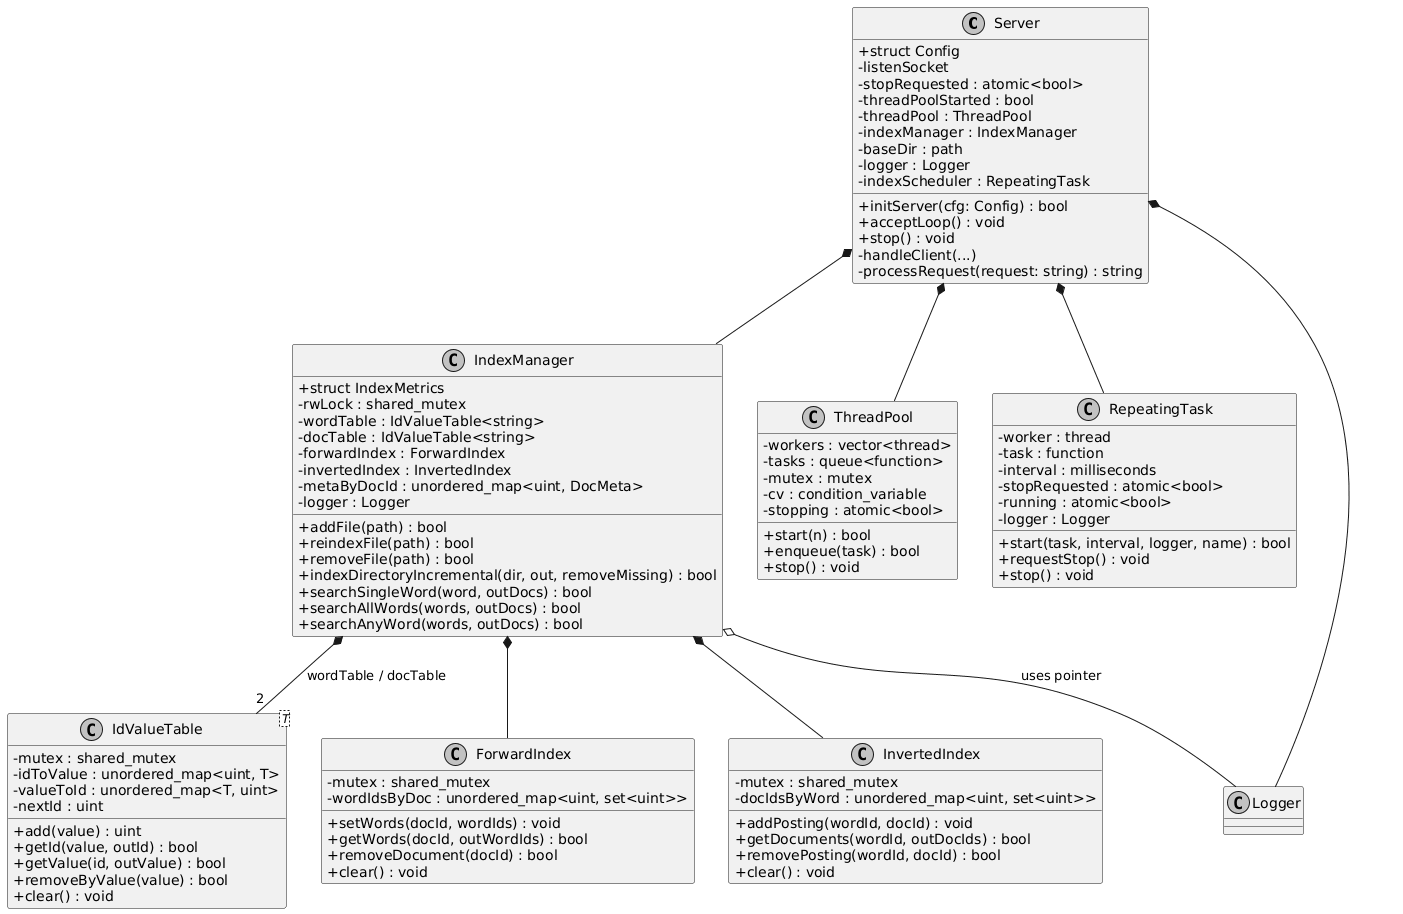 C Server
+struct Config
-listenSocket
-stopRequested : atomic<bool>
-threadPoolStarted : bool
-threadPool : ThreadPool
-indexManager : IndexManager
-baseDir : path
-logger : Logger
-indexScheduler : RepeatingTask
+initServer(cfg: Config) : bool
+acceptLoop() : void
+stop() : void
-handleClient(...)
-processRequest(request: string) : string
C IndexManager
+struct IndexMetrics
-rwLock : shared_mutex
-wordTable : IdValueTable<string>
-docTable : IdValueTable<string>
-forwardIndex : ForwardIndex
-invertedIndex : InvertedIndex
-metaByDocId : unordered_map<uint, DocMeta>
-logger : Logger
+addFile(path) : bool
+reindexFile(path) : bool
+removeFile(path) : bool
+indexDirectoryIncremental(dir, out, removeMissing) : bool
+searchSingleWord(word, outDocs) : bool
+searchAllWords(words, outDocs) : bool
+searchAnyWord(words, outDocs) : bool
C ThreadPool
-workers : vector<thread>
-tasks : queue<function>
-mutex : mutex
-cv : condition_variable
-stopping : atomic<bool>
+start(n) : bool
+enqueue(task) : bool
+stop() : void
C RepeatingTask
-worker : thread
-task : function
-interval : milliseconds
-stopRequested : atomic<bool>
-running : atomic<bool>
-logger : Logger
+start(task, interval, logger, name) : bool
+requestStop() : void
+stop() : void
wordTable / docTable
uses pointer
2
C IdValueTable T
-mutex : shared_mutex
-idToValue : unordered_map<uint, T>
-valueToId : unordered_map<T, uint>
-nextId : uint
+add(value) : uint
+getId(value, outId) : bool
+getValue(id, outValue) : bool
+removeByValue(value) : bool
+clear() : void
C ForwardIndex
-mutex : shared_mutex
-wordIdsByDoc : unordered_map<uint, set<uint>>
+setWords(docId, wordIds) : void
+getWords(docId, outWordIds) : bool
+removeDocument(docId) : bool
+clear() : void
C InvertedIndex
-mutex : shared_mutex
-docIdsByWord : unordered_map<uint, set<uint>>
+addPosting(wordId, docId) : void
+getDocuments(wordId, outDocIds) : bool
+removePosting(wordId, docId) : bool
+clear() : void
C Logger